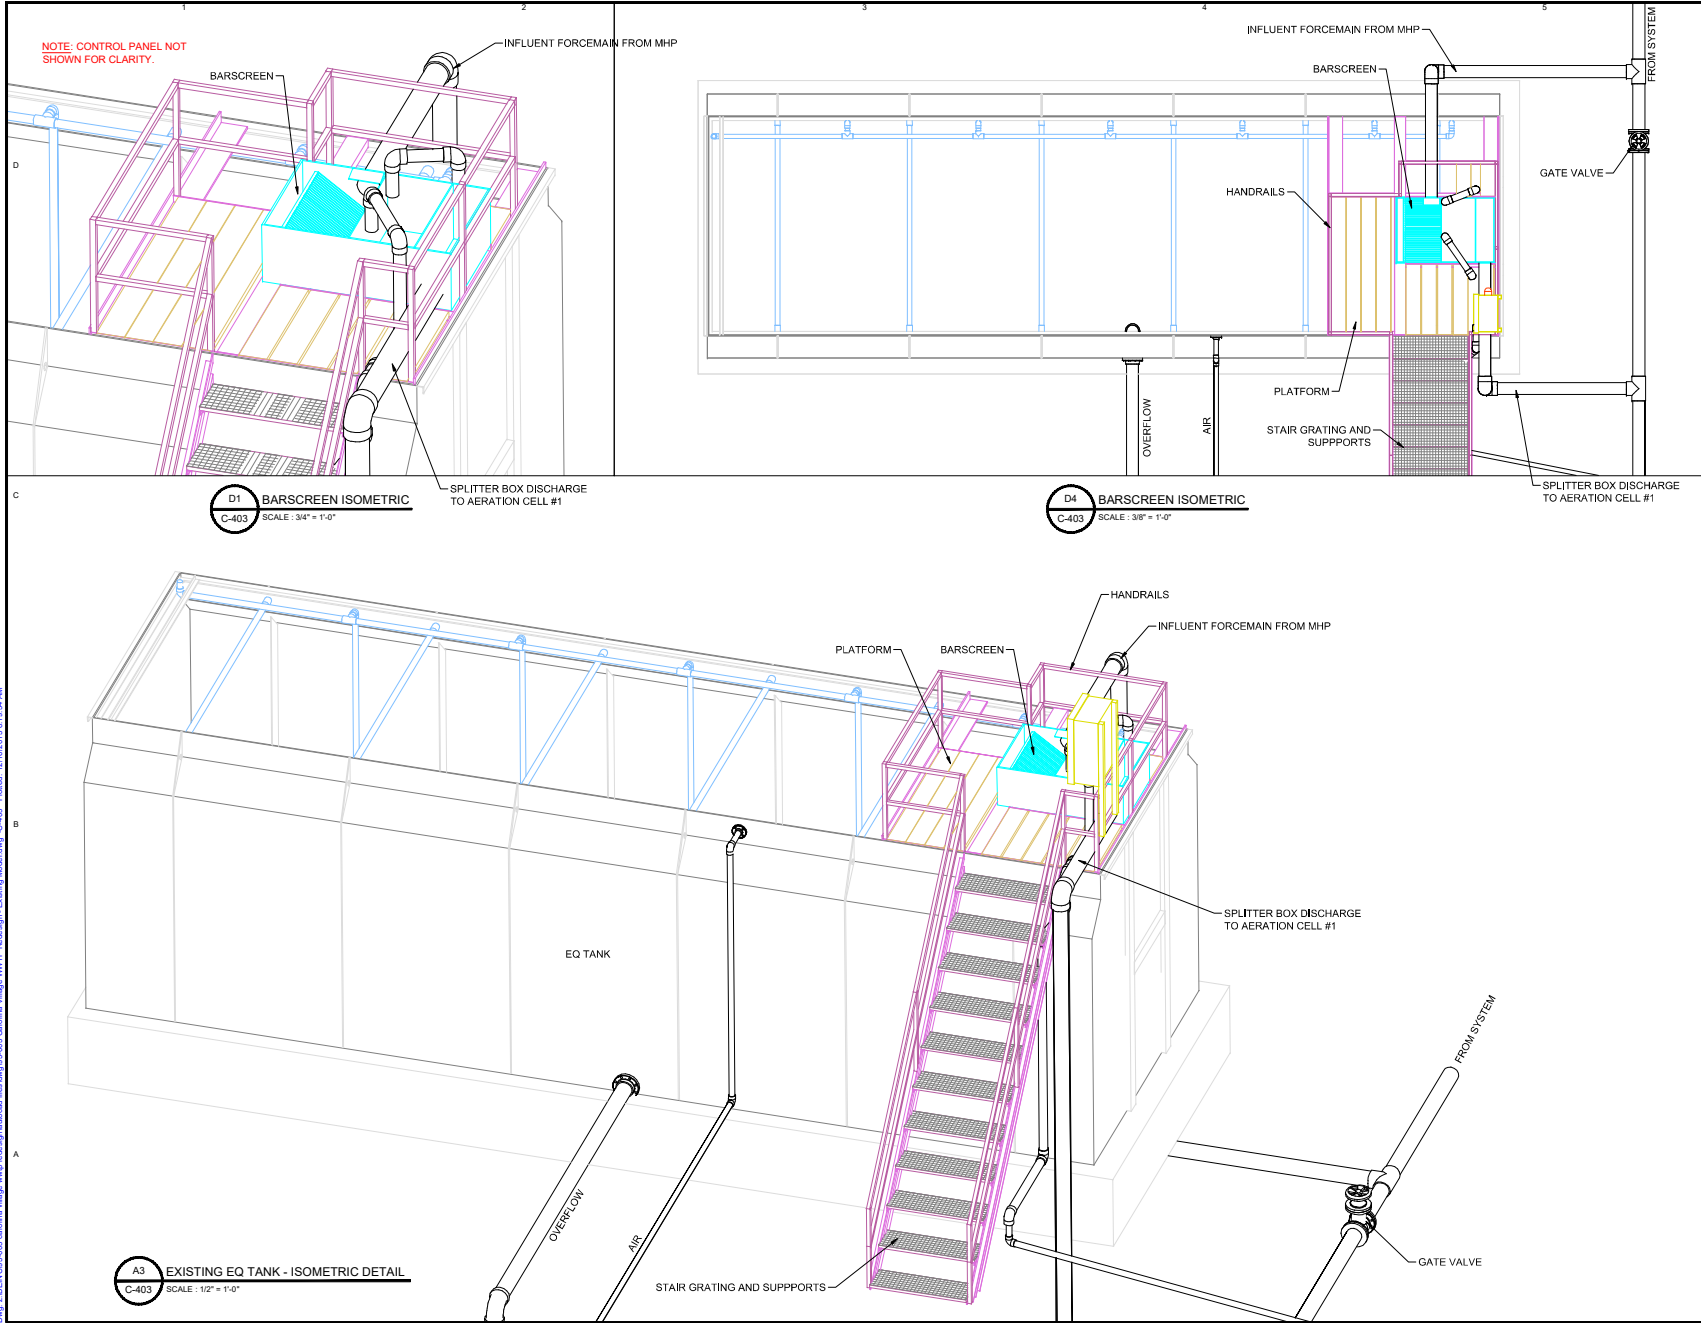 1
2
3
4
5
D
C
B
A
NOTE: CONTROL PANEL NOT
SHOWN FOR CLARITY.
BARSCREEN
INFLUENT FORCEMAIN FROM MHP
SPLITTER BOX DISCHARGE
TO AERATION CELL #1
D1
C-403
BARSCREEN ISOMETRIC
SCALE : 3/4" = 1'-0"
INFLUENT FORCEMAIN FROM MHP
BARSCREEN
FROM SYSTEM
GATE VALVE
HANDRAILS
PLATFORM
STAIR GRATING AND
SUPPPORTS
OVERFLOW
AIR
SPLITTER BOX DISCHARGE
TO AERATION CELL #1
D4
C-403
BARSCREEN ISOMETRIC
SCALE : 3/8" = 1'-0"
HANDRAILS
INFLUENT FORCEMAIN FROM MHP
PLATFORM
BARSCREEN
SPLITTER BOX DISCHARGE
TO AERATION CELL #1
EQ TANK
FROM SYSTEM
OVERFLOW
AIR
GATE VALVE
STAIR GRATING AND SUPPPORTS
A3
C-403
EXISTING EQ TANK - ISOMETRIC DETAIL
SCALE : 1/2" = 1'-0"